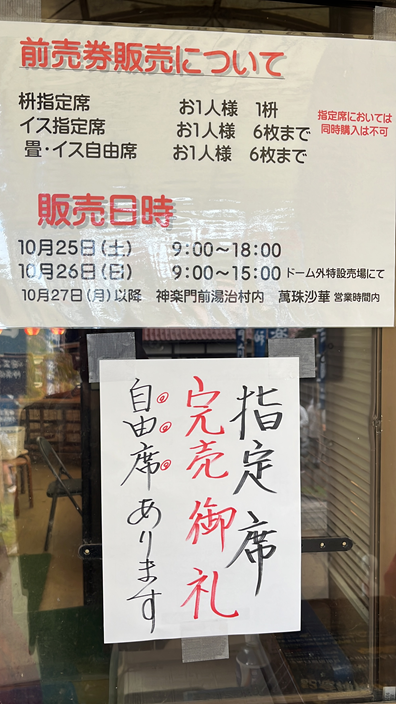 前売券販売について
枡指定席 お1人様 1枡
イス指定席 お1人様 6枚まで
畳・イス自由席 お1人様 6枚まで
指定席においては
同時購入は不可
販売日時
10月25日(土) 9:00～18:00
10月26日(日) 9:00～15:00 ドーム外特設売場にて
10月27日(月)以降 神楽門前湯治村内 萬珠沙華 営業時間内
指定席
完売御礼
自由席あります